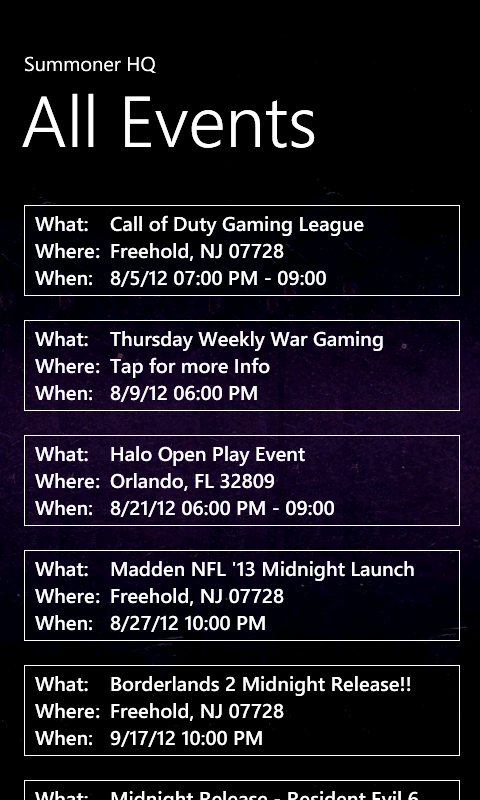 Summoner HQ
All Events
What: Call of Duty Gaming League
Where: Freehold, NJ 07728
When: 8/5/12 07:00 PM - 09:00
What: Thursday Weekly War Gaming
Where: Tap for more Info
When: 8/9/12 06:00 PM
What: Halo Open Play Event
Where: Orlando, FL 32809
When: 8/21/12 06:00 PM - 09:00
What: Madden NFL '13 Midnight Launch
Where: Freehold, NJ 07728
When: 8/27/12 10:00 PM
What: Borderlands 2 Midnight Release!!
Where: Freehold, NJ 07728
When: 9/17/12 10:00 PM
What: Midnight Release - Resident Evil 6